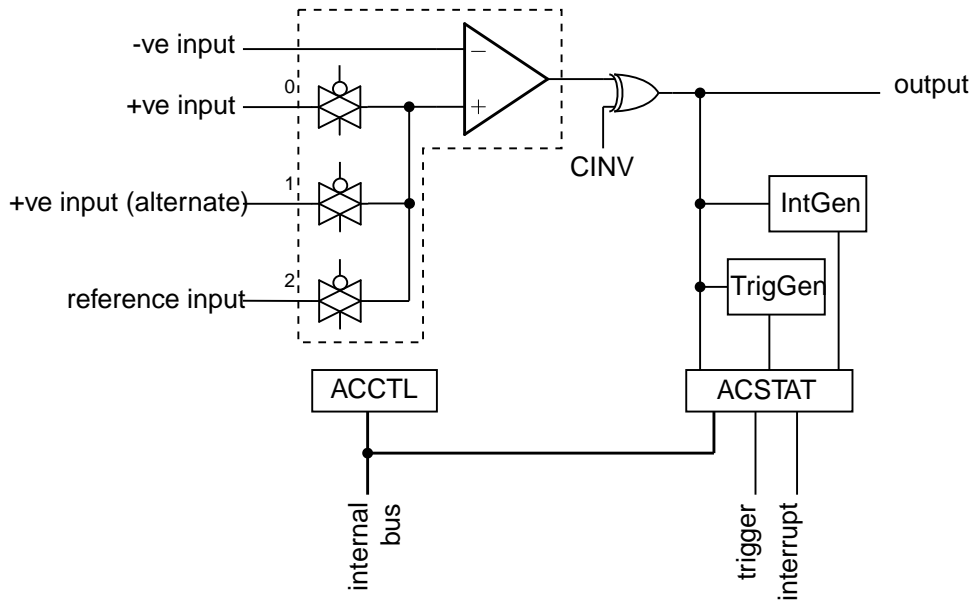 -ve input
−
0
+ve input
+
output
CINV
1
+ve input (alternate)
IntGen
2
reference input
TrigGen
ACCTL
ACSTAT
internal
bus
trigger
interrupt